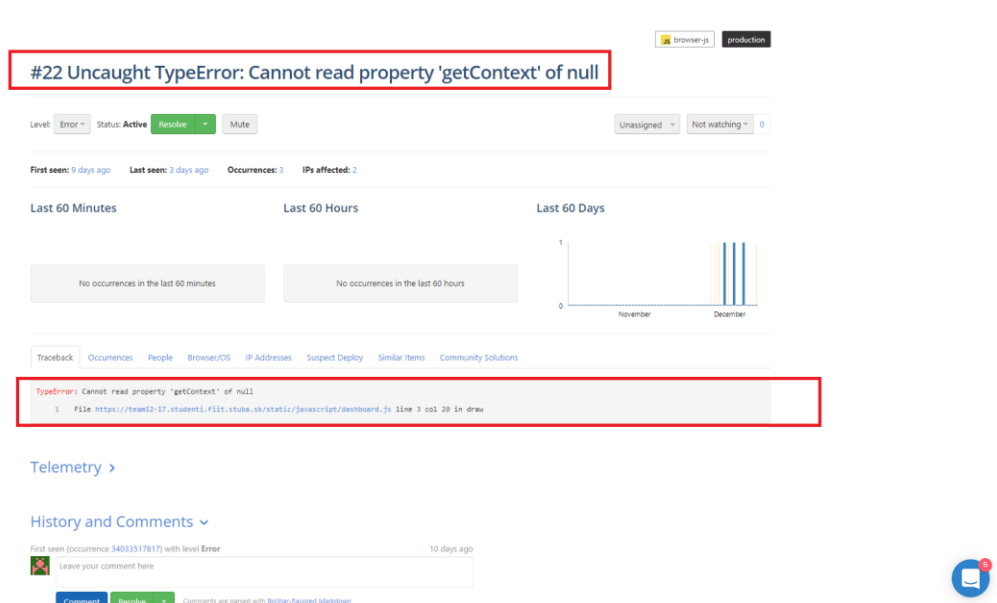 JS browser-js production
#22 Uncaught TypeError: Cannot read property 'getContext' of null
Level: Error Status: Active Resolve Mute Unassigned Not watching 0
First seen: 9 days ago Last seen: 3 days ago Occurrences: 3 IPs affected: 2
Last 60 Minutes Last 60 Hours Last 60 Days
1
No occurrences in the last 60 minutes No occurrences in the last 60 hours
0
November December
Traceback Occurrences People Browser/OS IP Addresses Suspect Deploy Similar Items Community Solutions
TypeError: Cannot read property 'getContext' of null
1 File https://team12-17.studenti.fiit.stuba.sk/static/javascript/dashboard.js line 3 col 20 in draw
Telemetry
History and Comments
First seen (occurrence 34033517817) with level Error 10 days ago
Leave your comment here
5
Comment Resolve Comments are parsed with Rollbar-flavored Markdown